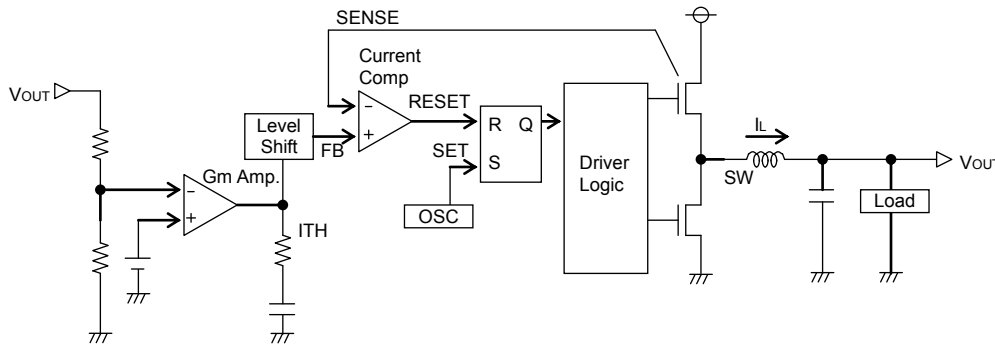 SENSE
Current
Comp
VOUT
RESET
Level
Shift
FB
R Q
S
SET
Driver
Logic
IL
VOUT
SW
Load
Gm Amp.
OSC
ITH